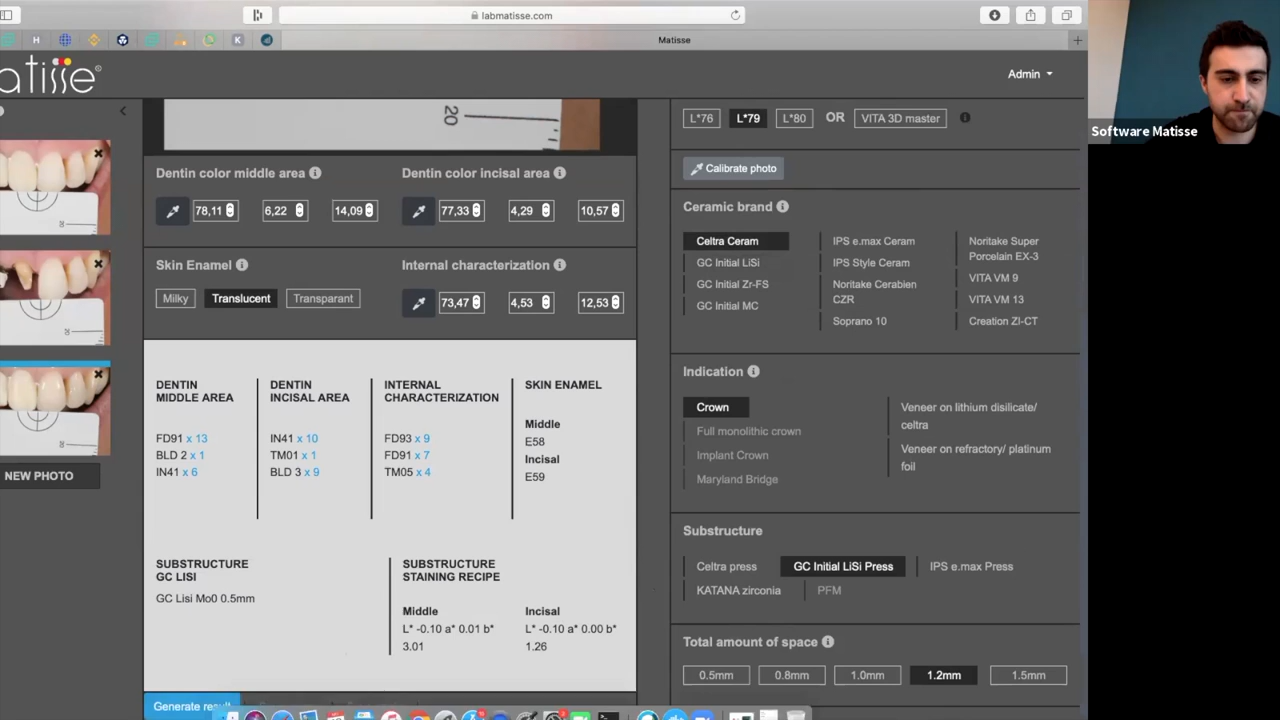 labmatisse.com
H
K
Matisse
atisse®
Admin
20
L*76 L*79 L*80 OR VITA 3D master
Calibrate photo
Dentin color middle area
78,11 6,22 14,09
Dentin color incisal area
77,33 4,29 10,57
Skin Enamel
Milky Translucent Transparant
Internal characterization
73,47 4,53 12,53
NEW PHOTO
DENTIN
MIDDLE AREA
FD91 x 13
BLD 2 x 1
IN41 x 6
DENTIN
INCISAL AREA
IN41 x 10
TM01 x 1
BLD 3 x 9
INTERNAL
CHARACTERIZATION
FD93 x 9
FD91 x 7
TM05 x 4
SKIN ENAMEL
Middle
E58
Incisal
E59
SUBSTRUCTURE
GC LISI
GC Lisi Mo0 0.5mm
SUBSTRUCTURE
STAINING RECIPE
Middle
L* -0.10 a* 0.01 b*
3.01
Incisal
L* -0.10 a* 0.00 b*
1.26
Generate result
Ceramic brand
Celtra Ceram
GC Initial LiSi
GC Initial Zr-FS
GC Initial MC
IPS e.max Ceram
IPS Style Ceram
Noritake Cerabien
CZR
Soprano 10
Noritake Super
Porcelain EX-3
VITA VM 9
VITA VM 13
Creation ZI-CT
Indication
Crown
Full monolithic crown
Implant Crown
Maryland Bridge
Veneer on lithium disilicate/
celtra
Veneer on refractory/ platinum
foil
Substructure
Celtra press GC Initial LiSi Press IPS e.max Press
KATANA zirconia PFM
Total amount of space
0.5mm 0.8mm 1.0mm 1.2mm 1.5mm
Software Matisse